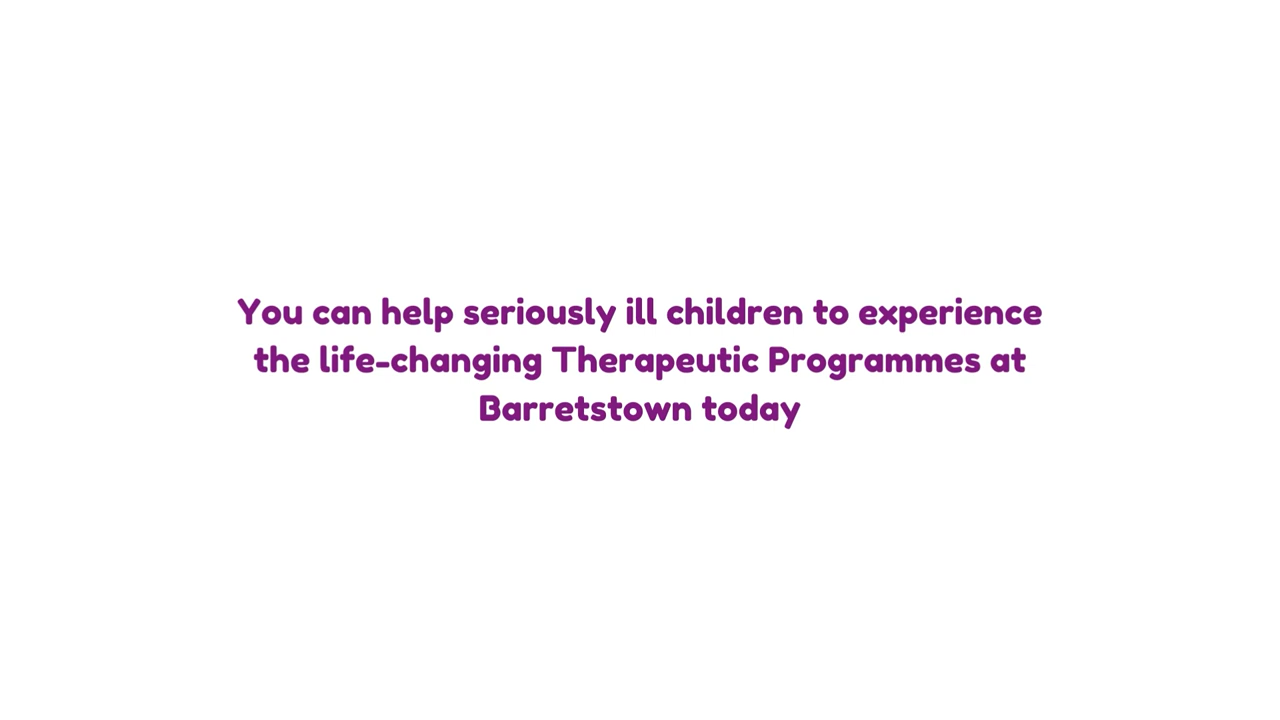 You can help seriously ill children to experience
the life-changing Therapeutic Programmes at
Barretstown today